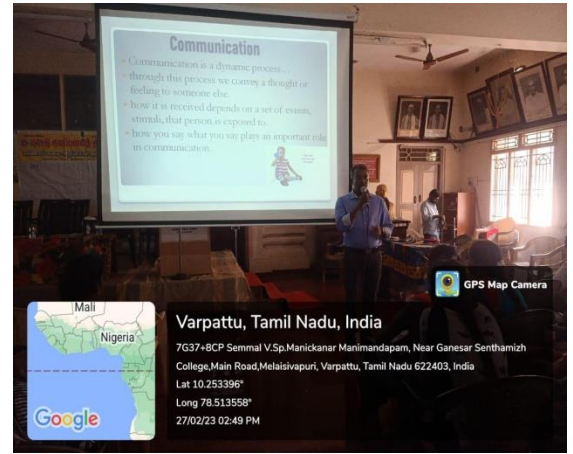 Communication
Communication is a dynamic process…
through this process we convey a thought or
feeling to someone else.
how it is received depends on a set of events,
stimuli, that person is exposed to.
how you say what you say plays an important role
in communication.
GPS Map Camera
Mali
Nigeria
Google
Varpattu, Tamil Nadu, India
7G37+8CP Semmal V.Sp.Manickanar Manimandapam, Near Ganesar Senthamizh
College,Main Road,Melaisivapuri, Varpattu, Tamil Nadu 622403, India
Lat 10.253396°
Long 78.513558°
27/02/23 02:49 PM